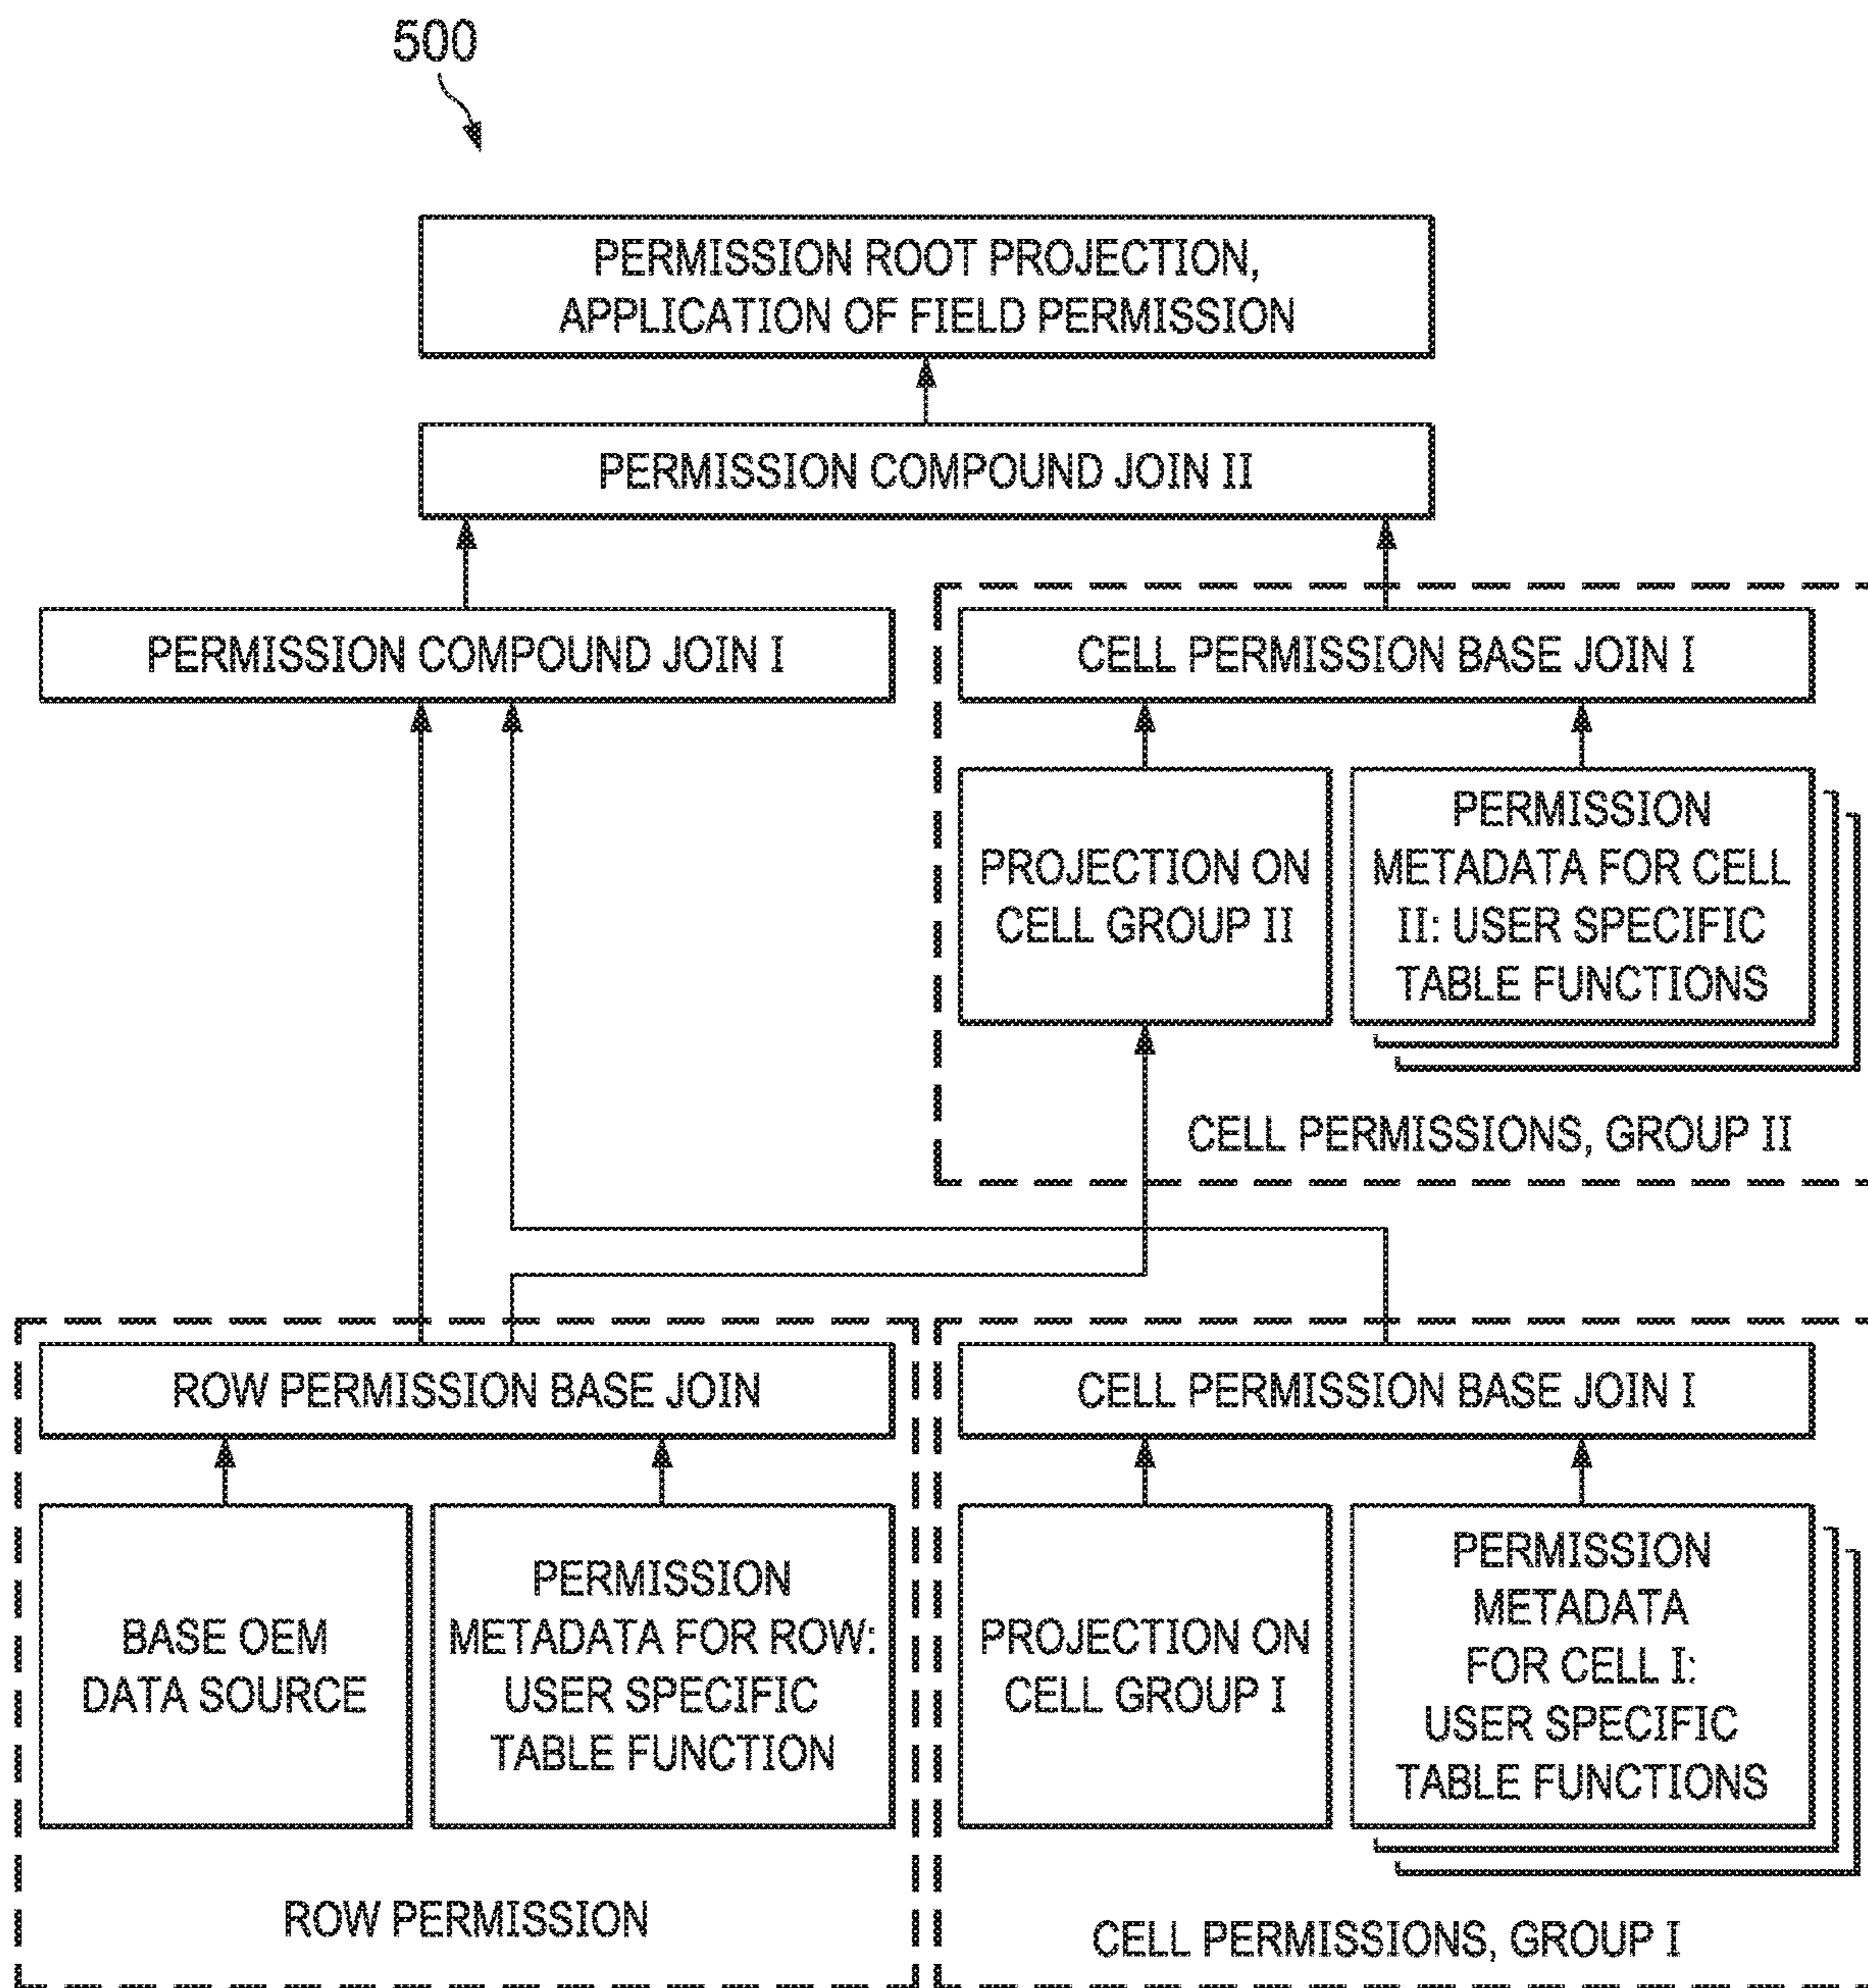 500
PERMISSION ROOT PROJECTION,
APPLICATION OF FIELD PERMISSION
PERMISSION COMPOUND JOIN II
PERMISSION COMPOUND JOIN I
CELL PERMISSION BASE JOIN I
PROJECTION ON
CELL GROUP II
PERMISSION
METADATA FOR CELL
II: USER SPECIFIC
TABLE FUNCTIONS
CELL PERMISSIONS, GROUP II
ROW PERMISSION BASE JOIN
BASE OEM
DATA SOURCE
PERMISSION
METADATA FOR ROW:
USER SPECIFIC
TABLE FUNCTION
ROW PERMISSION
CELL PERMISSION BASE JOIN I
PROJECTION ON
CELL GROUP I
PERMISSION
METADATA
FOR CELL I:
USER SPECIFIC
TABLE FUNCTIONS
CELL PERMISSIONS, GROUP I